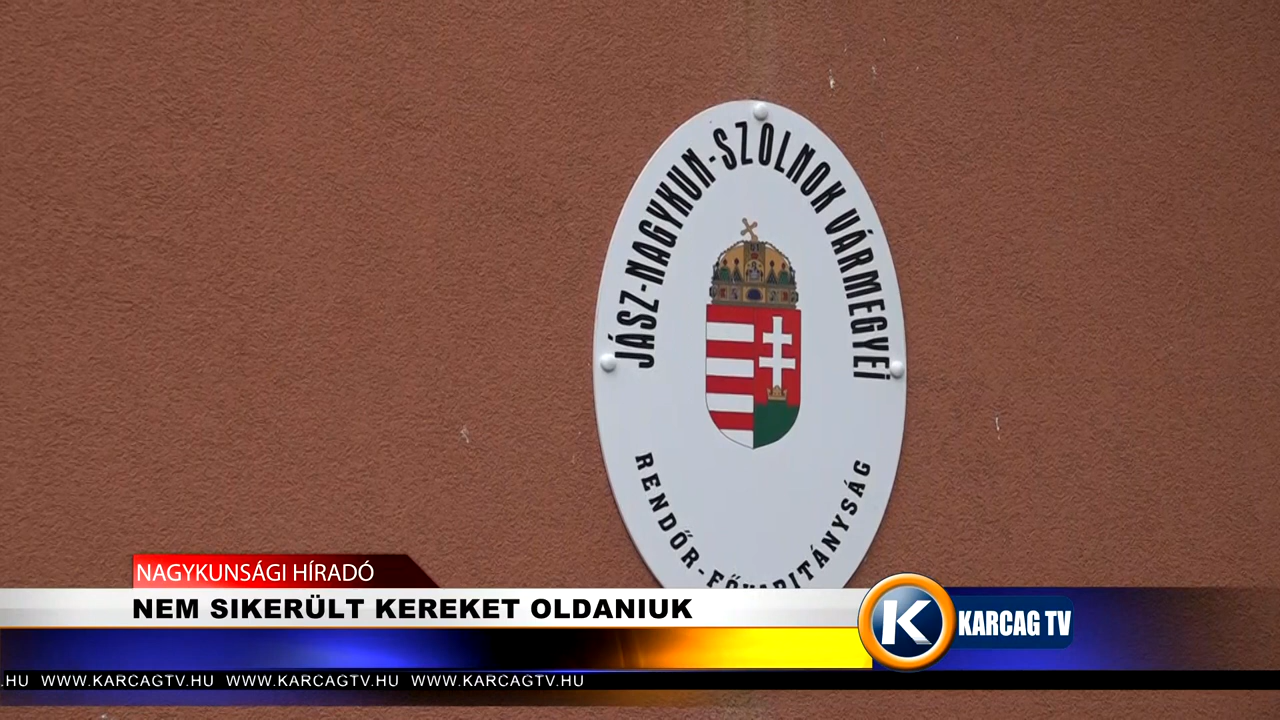 JÁSZ-NAGYKUN-SZOLNOK VÁRMEGYEI
RENDŐR-FŐKAPITÁNYSÁG
NAGYKUNSÁGI HÍRADÓ
NEM SIKERÜLT KEREKET OLDANIUK
K KARCAG TV
.HU WWW.KARCAGTV.HU WWW.KARCAGTV.HU WWW.KARCAGTV.HU